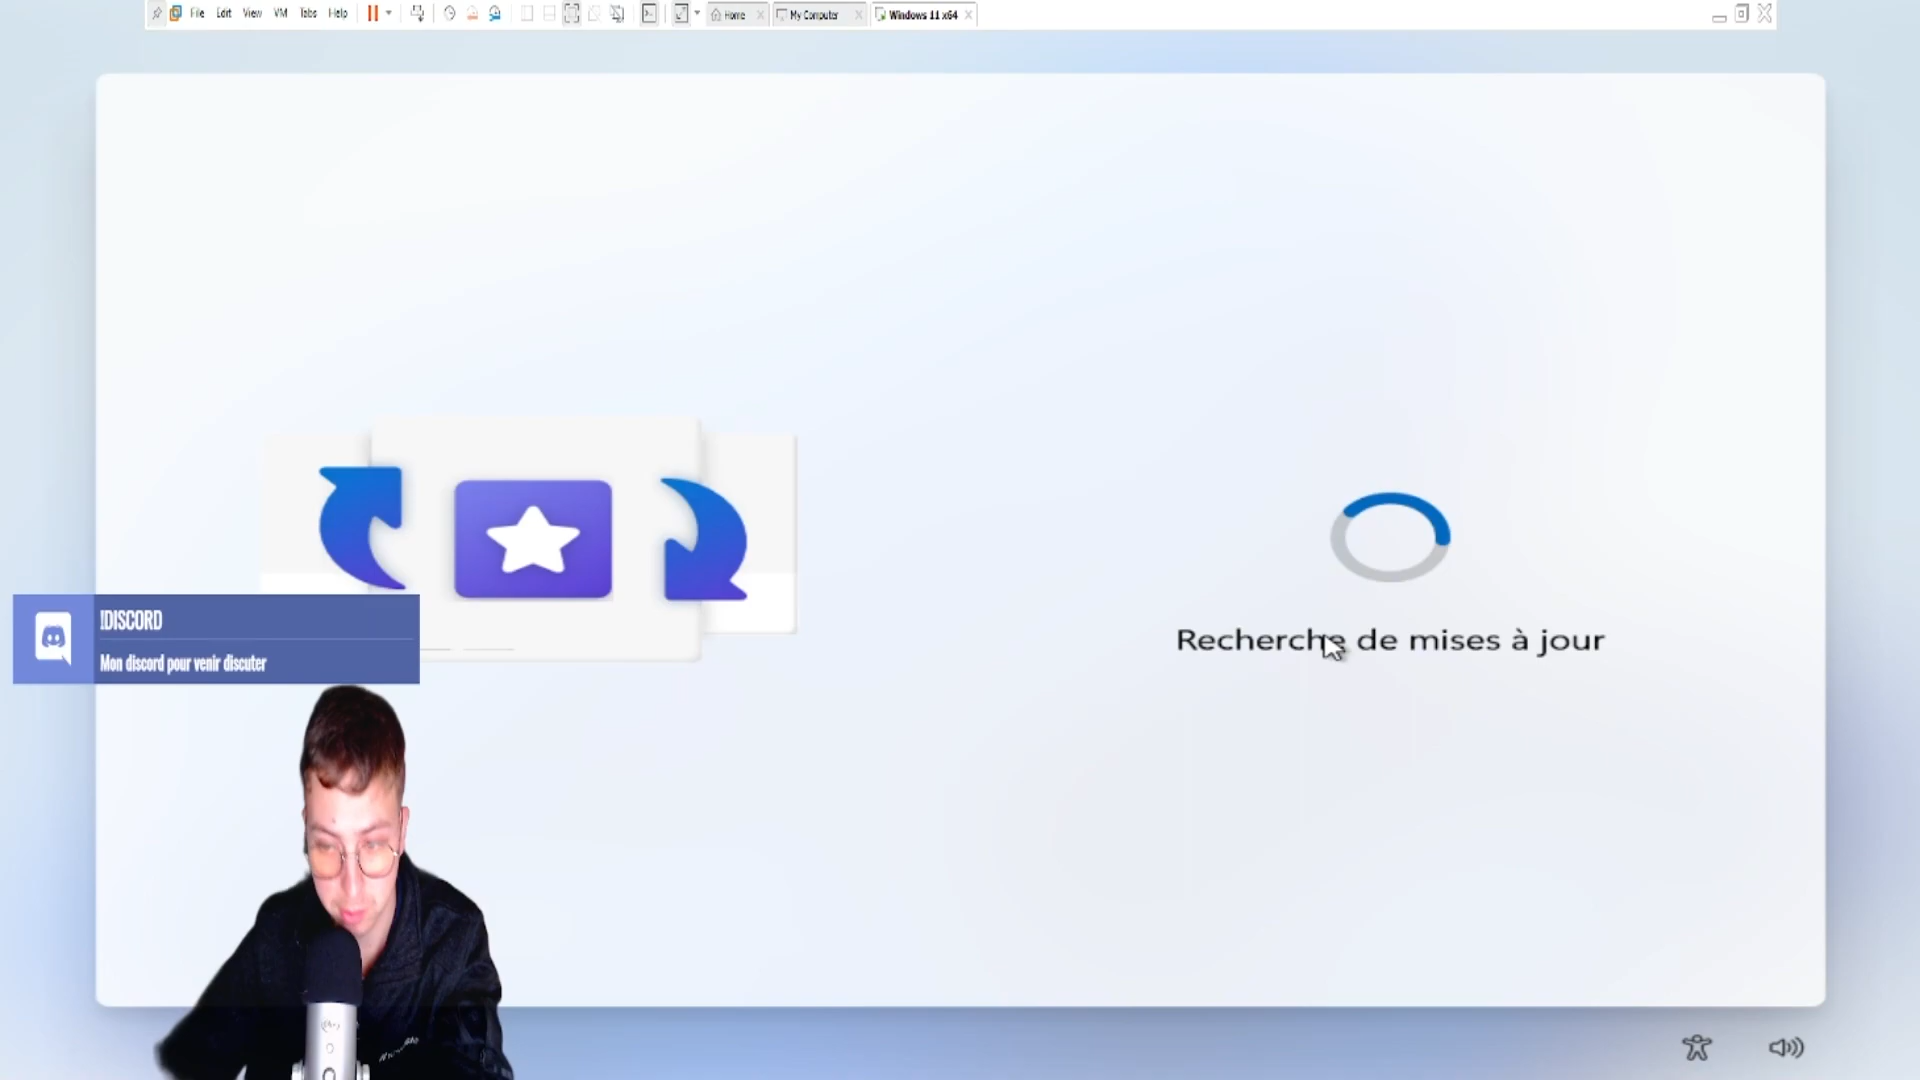 File Edit View VM Tabs Help Home My Computer Windows 11 x64
!DISCORD
Mon discord pour venir discuter
Recherche de mises à jour